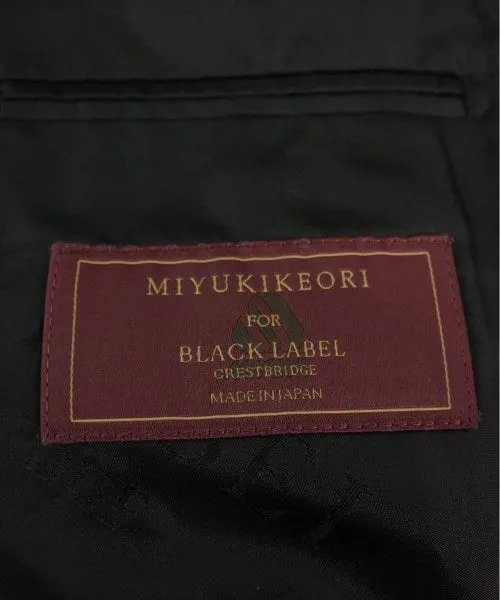 MIYUKIKEORI
FOR
BLACK LABEL
CRESTBRIDGE
MADE IN JAPAN